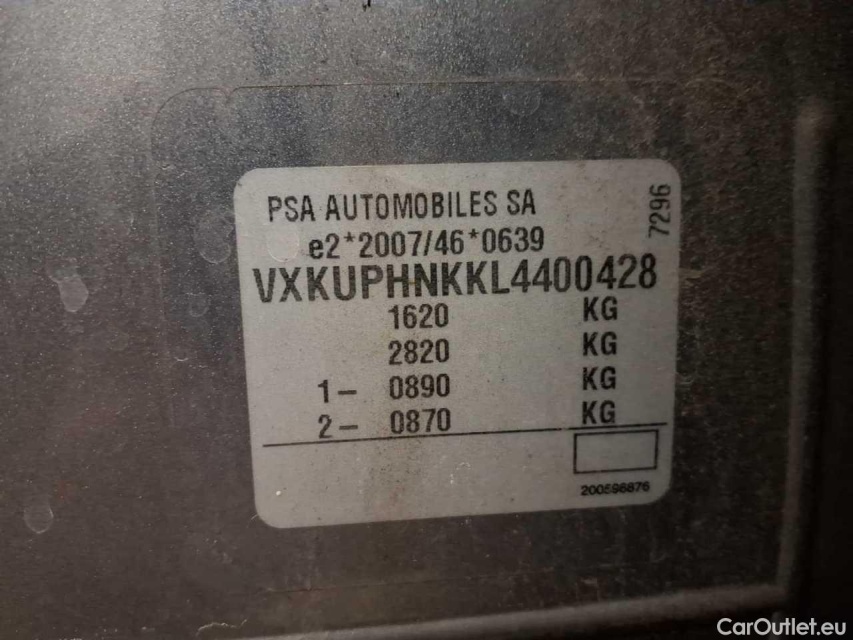 PSA AUTOMOBILES SA
7296
e2*2007/46*0639
VXKUPHNKKL4400428
1620 KG
2820 KG
1– 0890 KG
2– 0870 KG
200596876
CarOutlet.eu